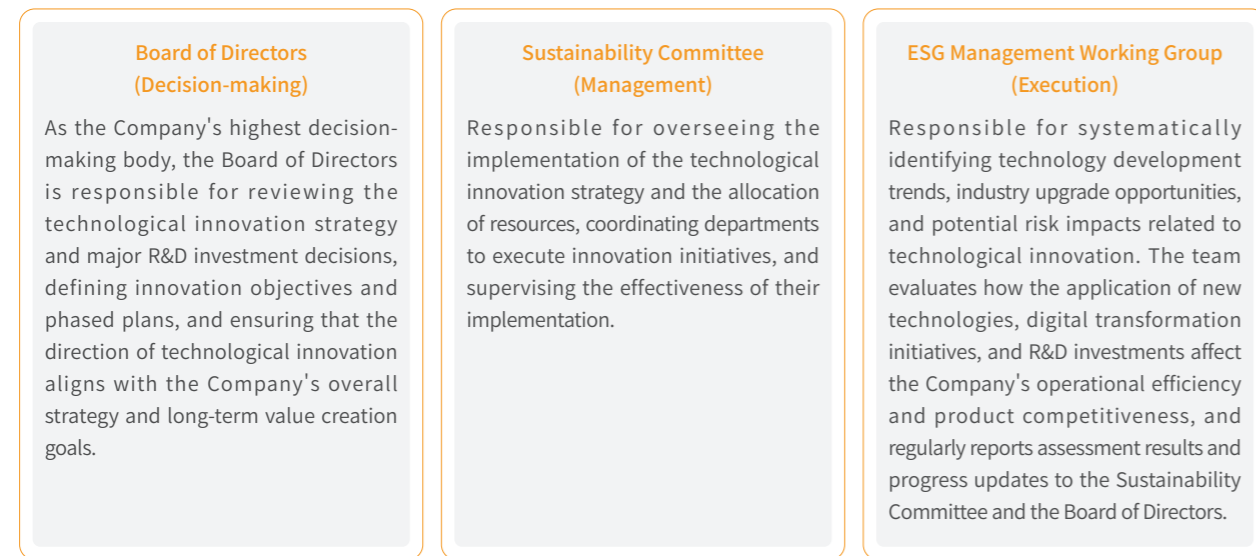 Board of Directors
(Decision-making)
As the Company's highest decision-
making body, the Board of Directors
is responsible for reviewing the
technological innovation strategy
and major R&D investment decisions,
defining innovation objectives and
phased plans, and ensuring that the
direction of technological innovation
aligns with the Company's overall
strategy and long-term value creation
goals.
Sustainability Committee
(Management)
Responsible for overseeing the
implementation of the technological
innovation strategy and the allocation
of resources, coordinating departments
to execute innovation initiatives, and
supervising the effectiveness of their
implementation.
ESG Management Working Group
(Execution)
Responsible for systematically
identifying technology development
trends, industry upgrade opportunities,
and potential risk impacts related to
technological innovation. The team
evaluates how the application of new
technologies, digital transformation
initiatives, and R&D investments affect
the Company's operational efficiency
and product competitiveness, and
regularly reports assessment results and
progress updates to the Sustainability
Committee and the Board of Directors.